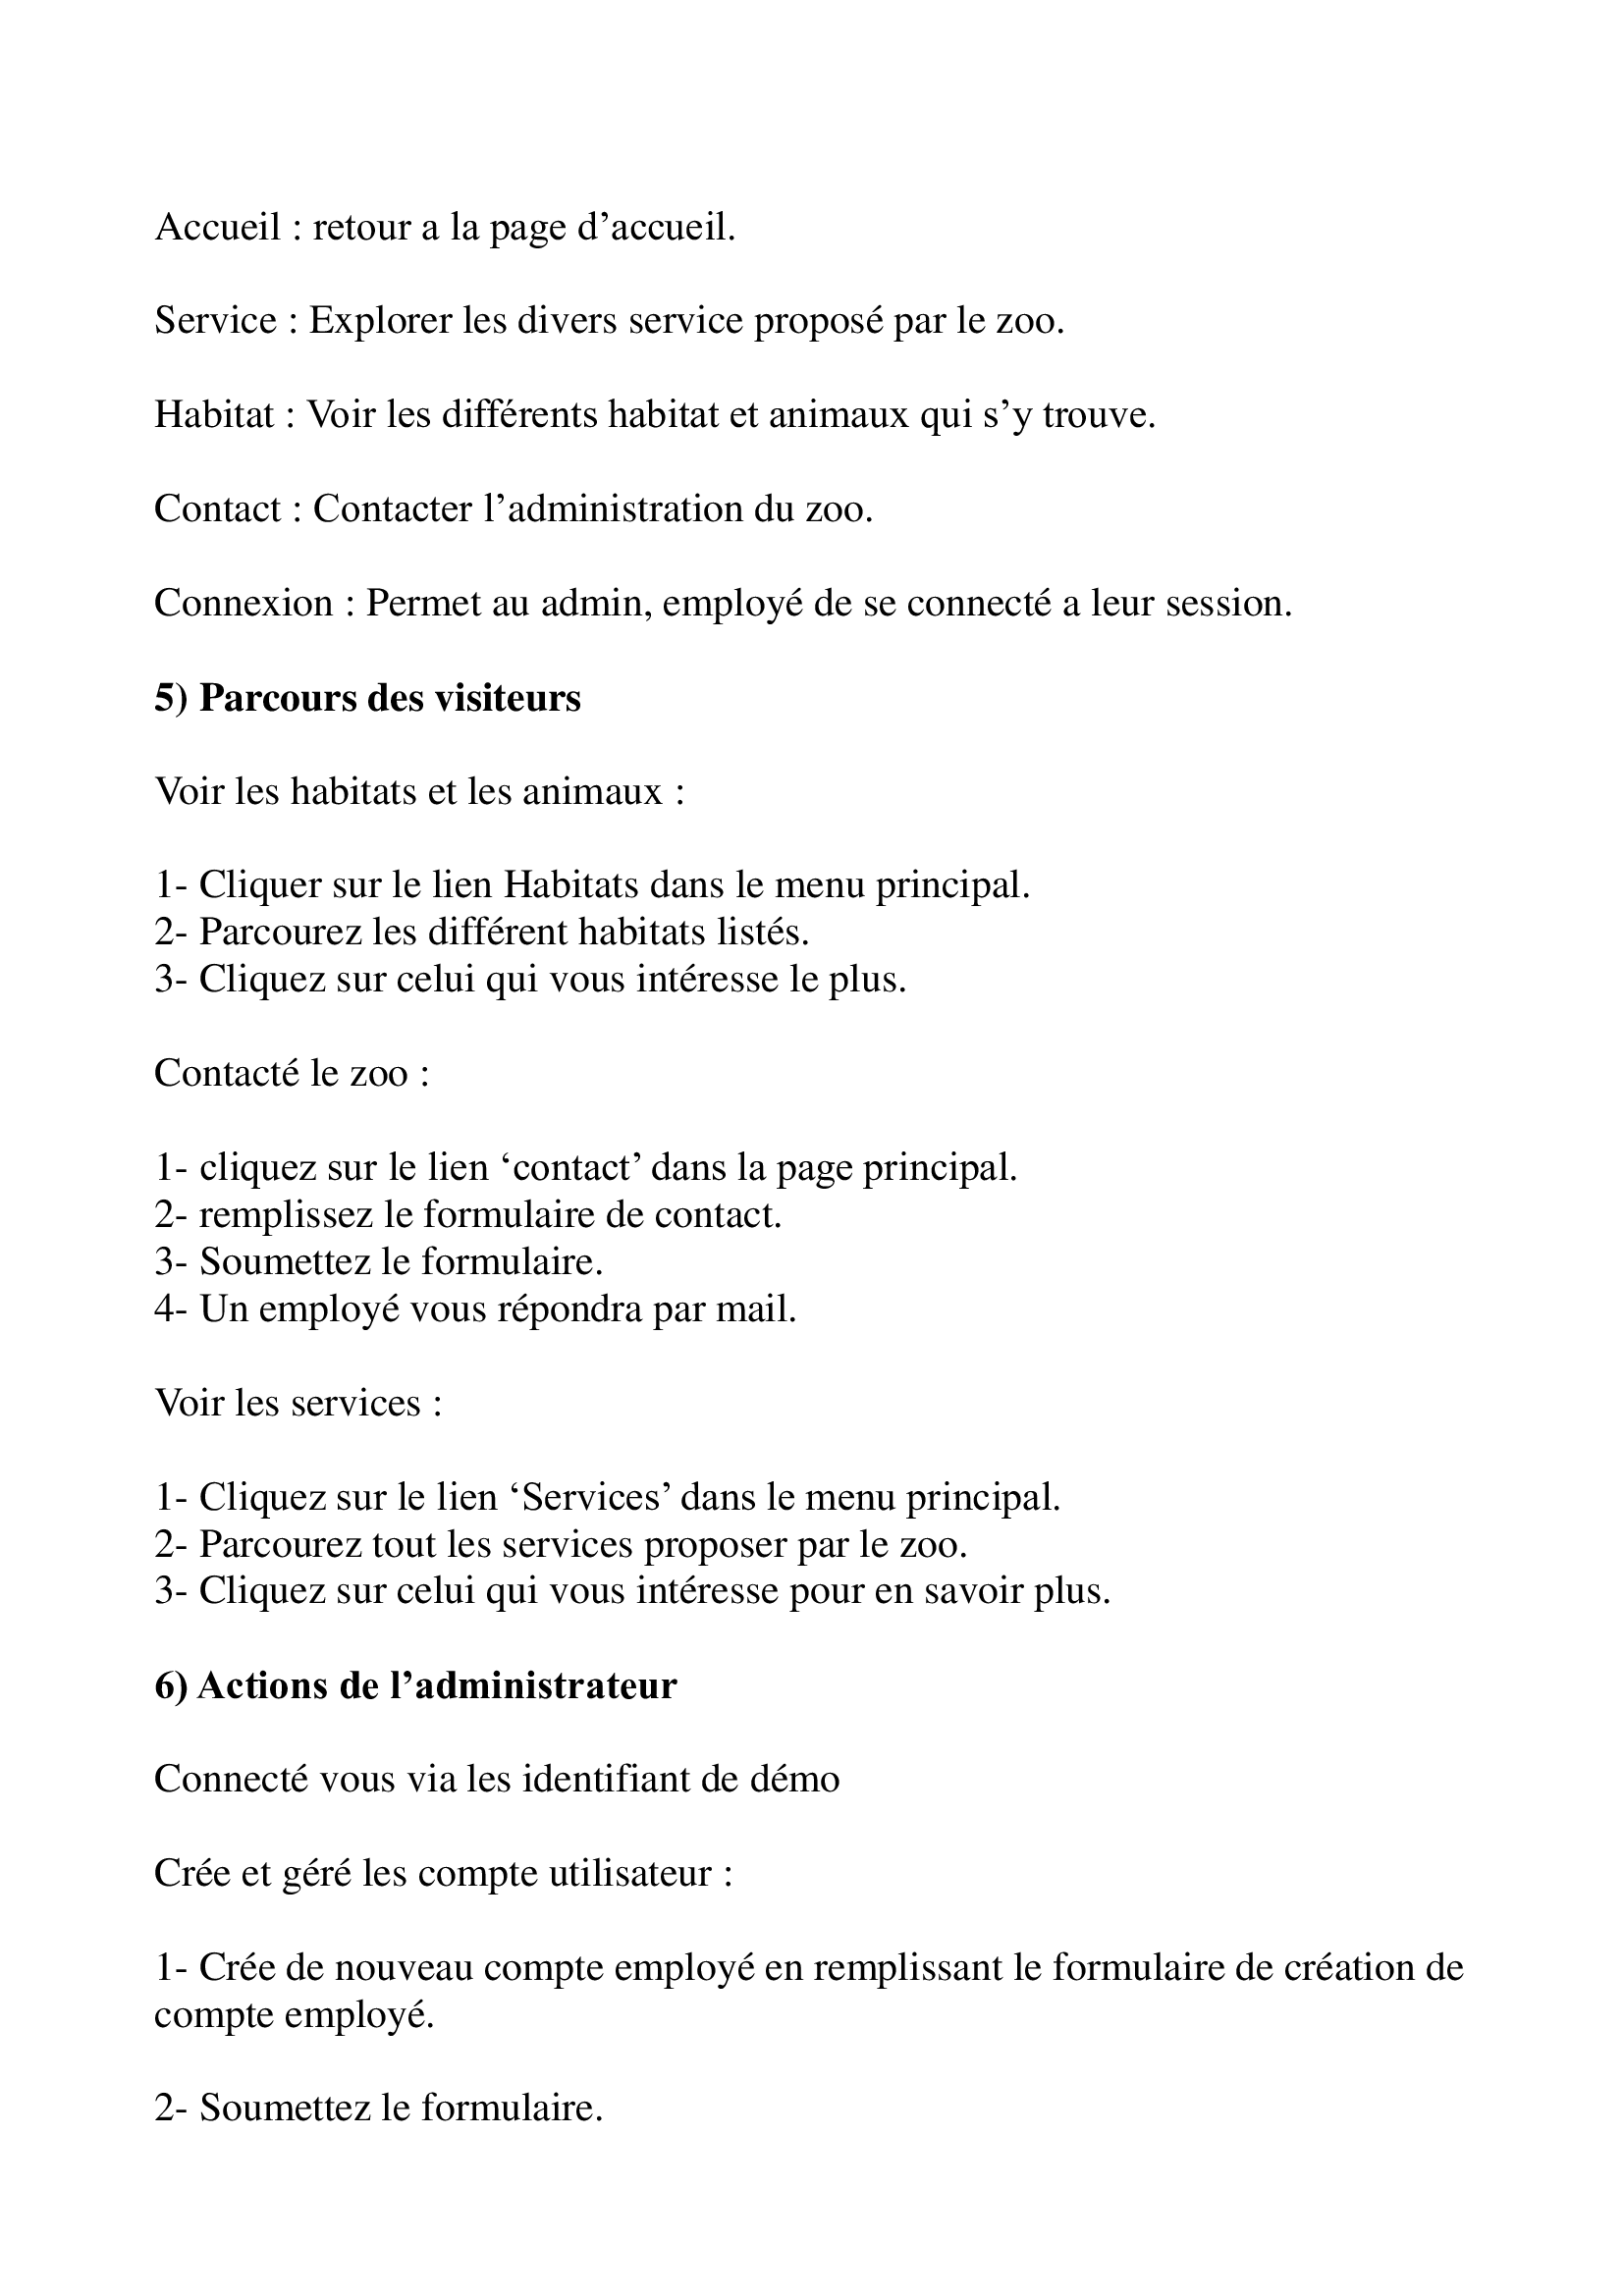 Accueil : retour a la page d’accueil.
Service : Explorer les divers service proposé par le zoo.
Habitat : Voir les différents habitat et animaux qui s’y trouve.
Contact : Contacter l’administration du zoo.
Connexion : Permet au admin, employé de se connecté a leur session.
5) Parcours des visiteurs
Voir les habitats et les animaux :
1- Cliquer sur le lien Habitats dans le menu principal.
2- Parcourez les différent habitats listés.
3- Cliquez sur celui qui vous intéresse le plus.
Contacté le zoo :
1- cliquez sur le lien ‘contact’ dans la page principal.
2- remplissez le formulaire de contact.
3- Soumettez le formulaire.
4- Un employé vous répondra par mail.
Voir les services :
1- Cliquez sur le lien ‘Services’ dans le menu principal.
2- Parcourez tout les services proposer par le zoo.
3- Cliquez sur celui qui vous intéresse pour en savoir plus.
6) Actions de l’administrateur
Connecté vous via les identifiant de démo
Crée et géré les compte utilisateur :
1- Crée de nouveau compte employé en remplissant le formulaire de création de
compte employé.
2- Soumettez le formulaire.